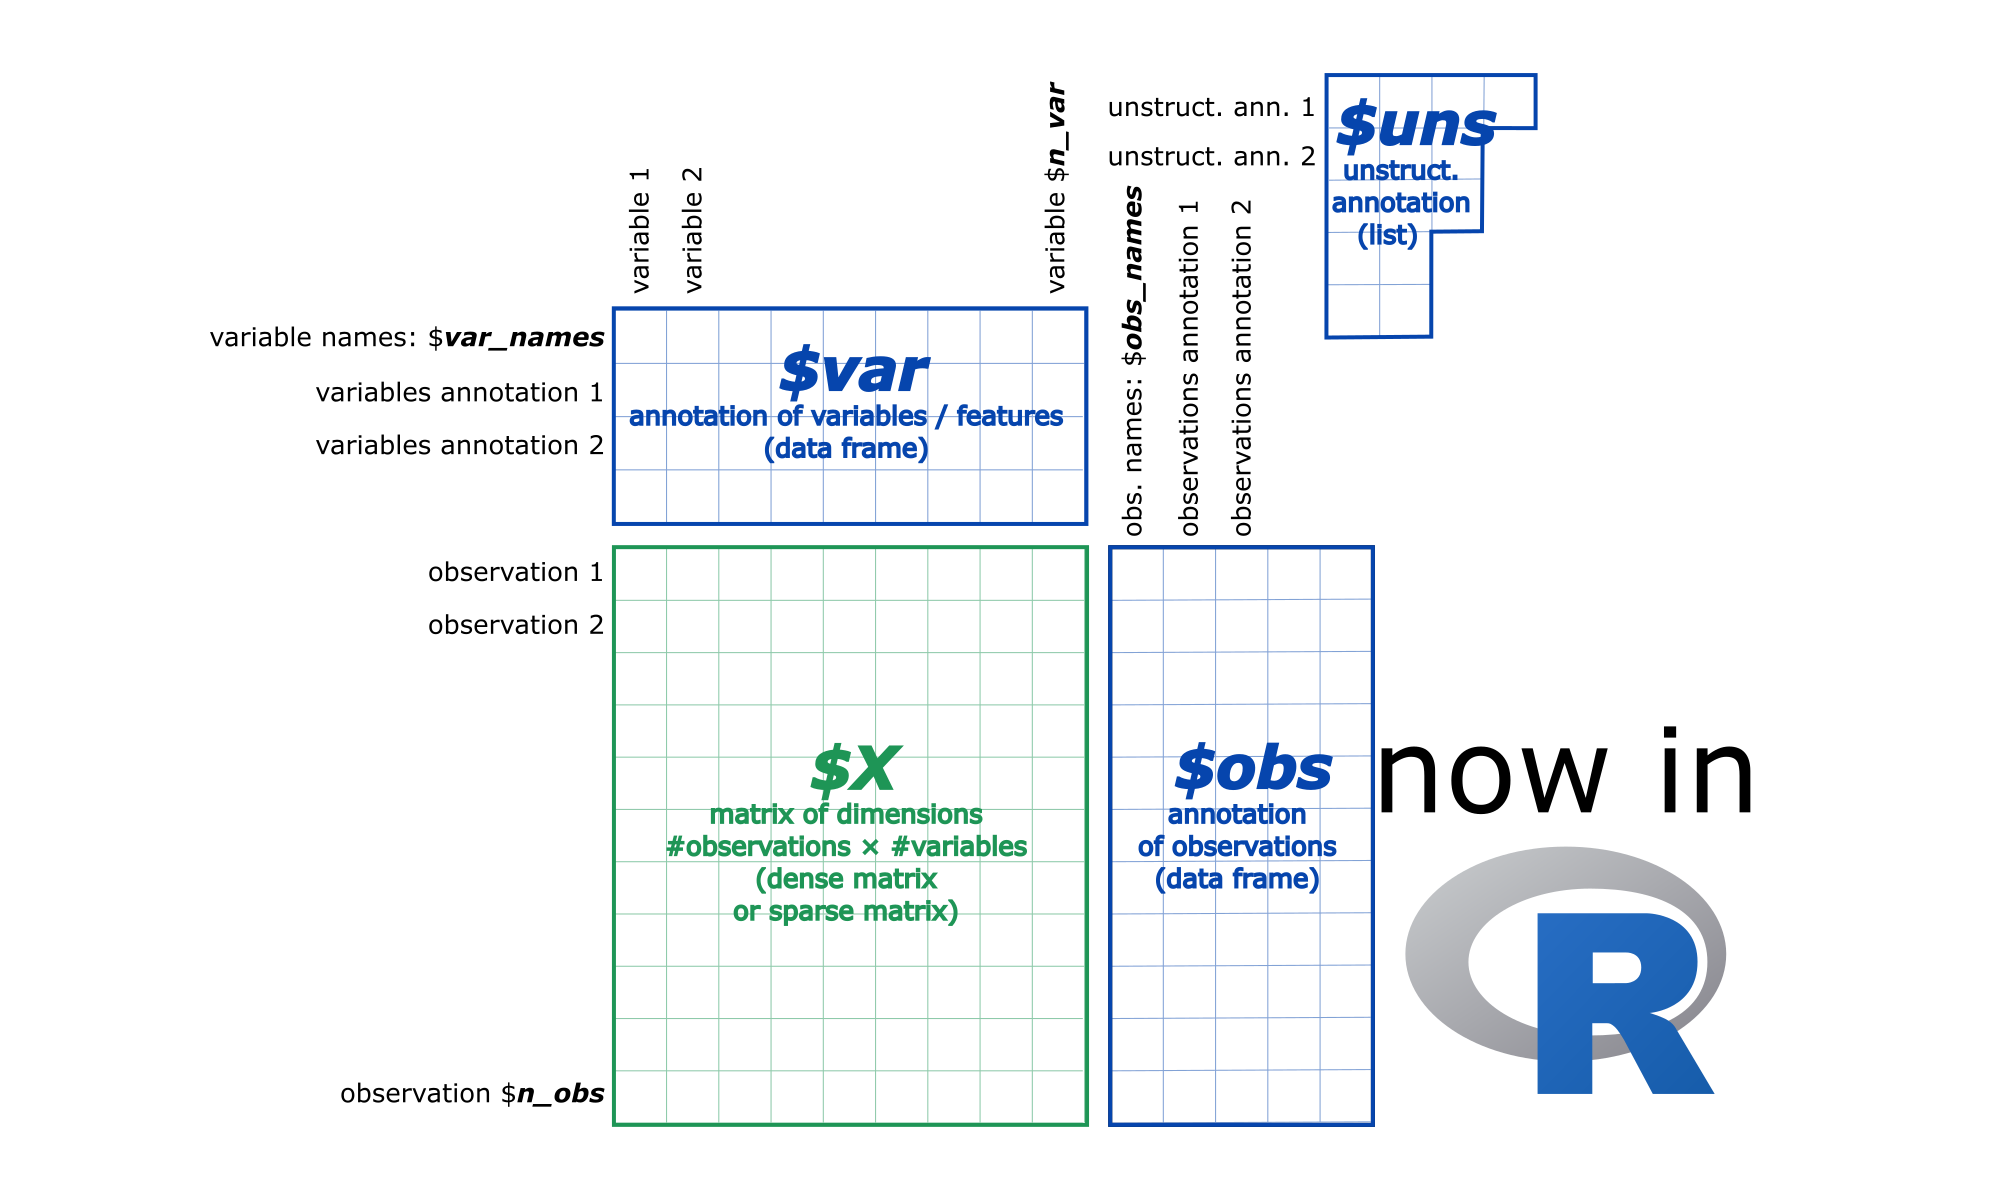 variable 1
variable 2
variable $n_var
unstruct. ann. 1
unstruct. ann. 2
$uns
unstruct.
annotation
(list)
variable names: $var_names
variables annotation 1
variables annotation 2
$var
annotation of variables / features
(data frame)
obs. names: $obs_names
observations annotation 1
observations annotation 2
observation 1
observation 2
observation $n_obs
$X
matrix of dimensions
#observations × #variables
(dense matrix
or sparse matrix)
$obs
annotation
of observations
(data frame)
now in
R